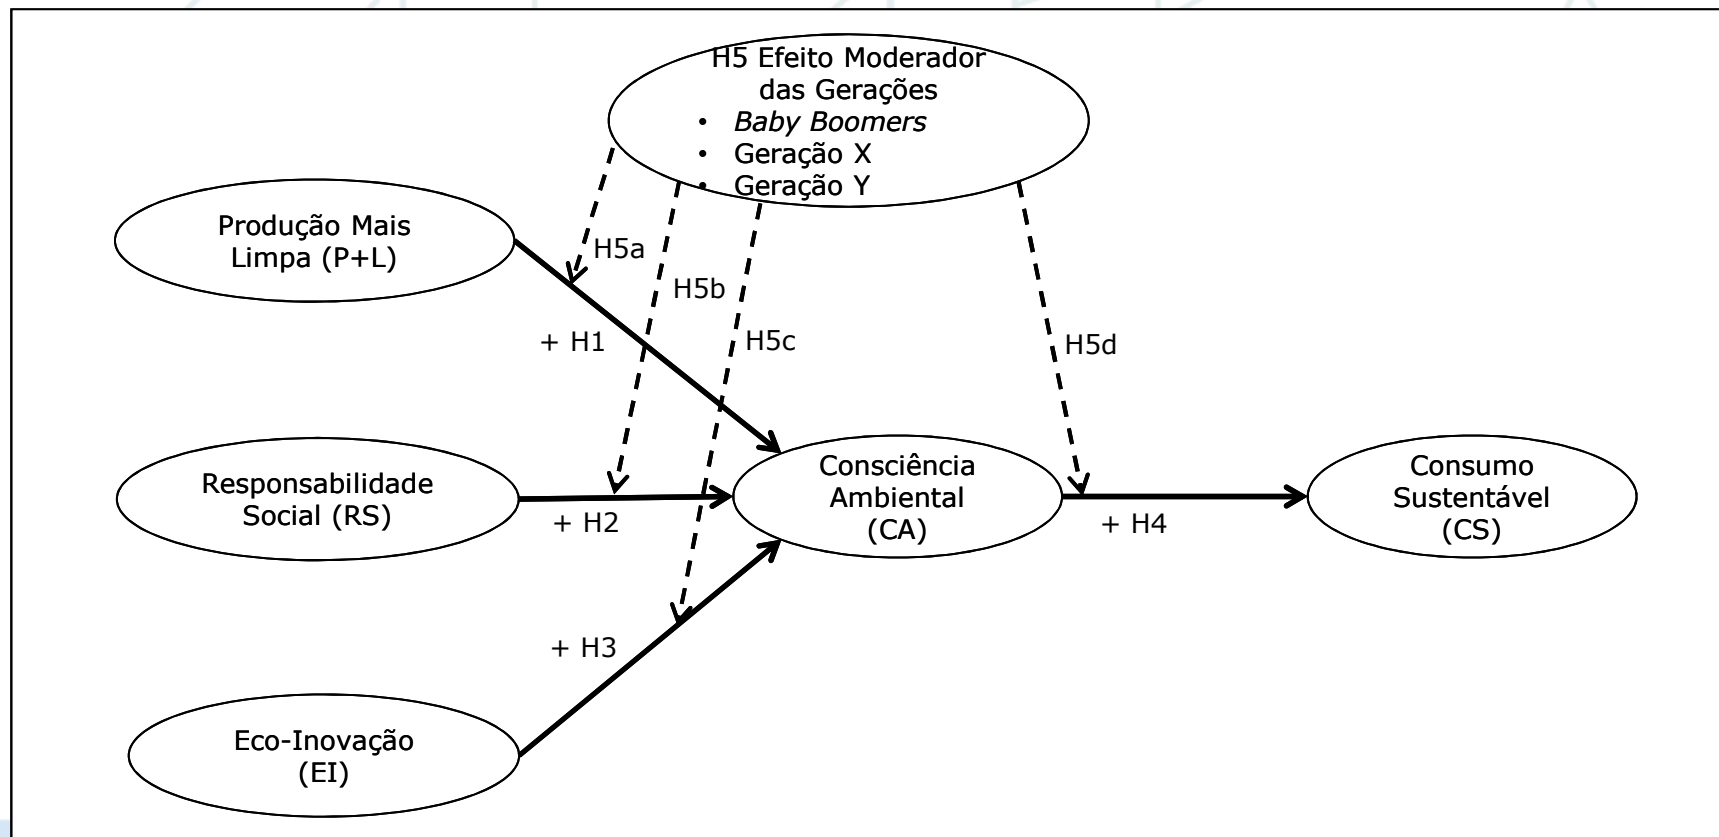 H5 Efeito Moderador
das Gerações
• Baby Boomers
• Geração X
• Geração Y
Produção Mais
Limpa (P+L)
H5a
H5b
+ H1
H5c
H5d
Responsabilidade
Social (RS)
+ H2
Consciência
Ambiental
(CA)
+ H4
Consumo
Sustentável
(CS)
+ H3
Eco-Inovação
(EI)